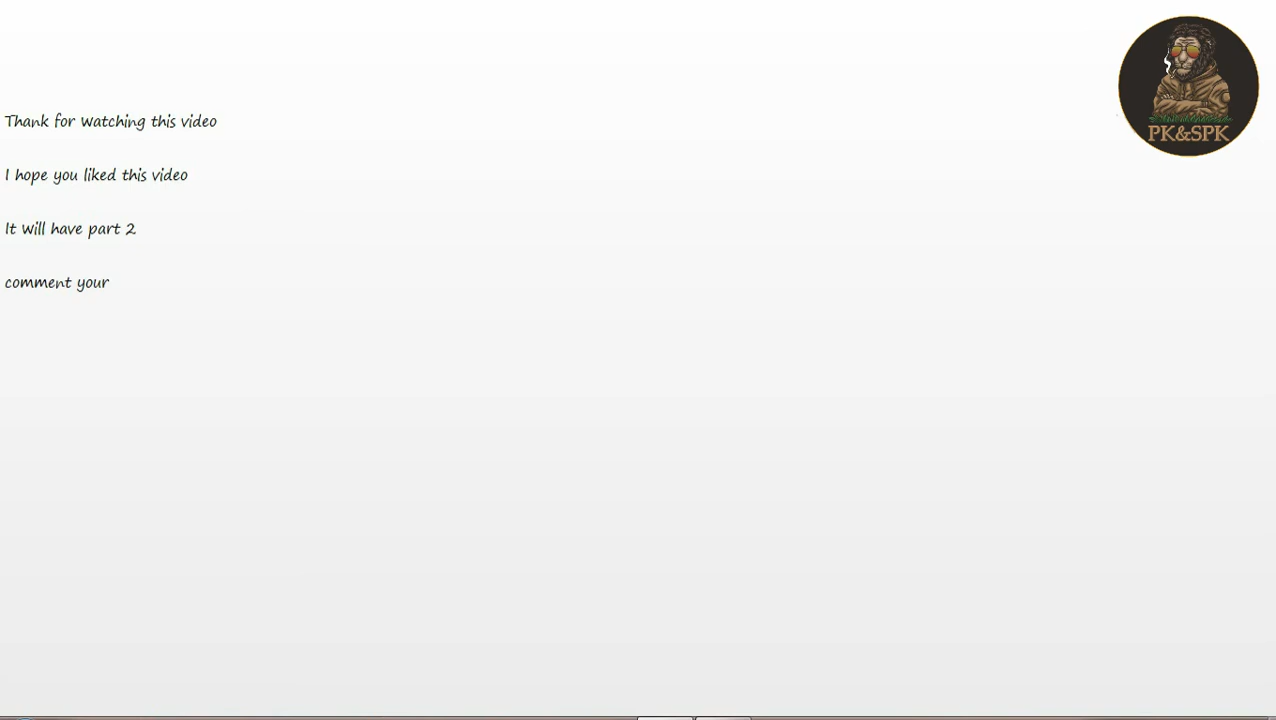 Thank for watching this video
I hope you liked this video
It will have part 2
comment your
PK&SPK